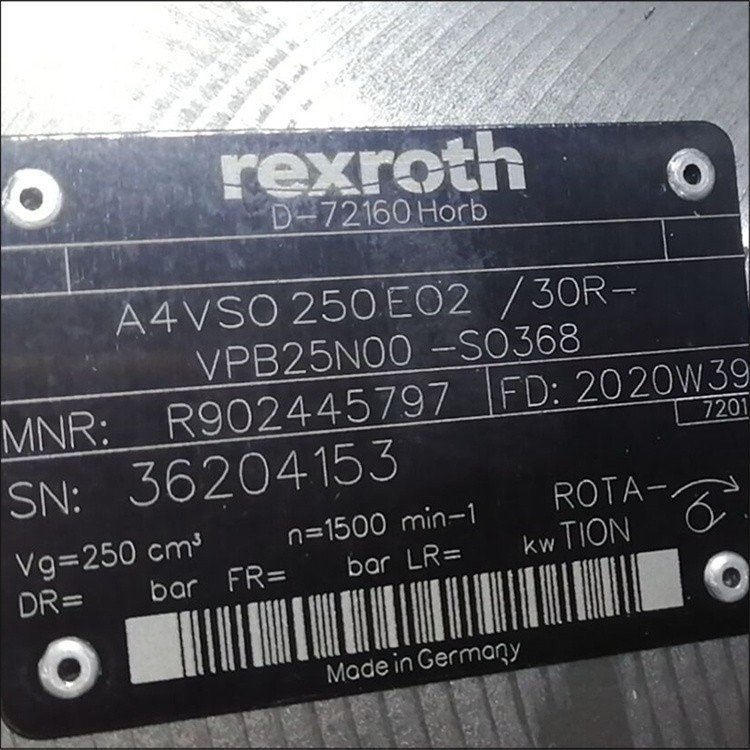 rexroth
D-72160 Horb
A4VSO 250 EO2 /30R-
VPB25N00 -S0368
MNR: R902445797 FD: 2020W39
7201
SN: 36204153
Vg=250 cm³ n=1500 min-1 ROTA-
DR= bar FR= bar LR= kw TION
Made in Germany